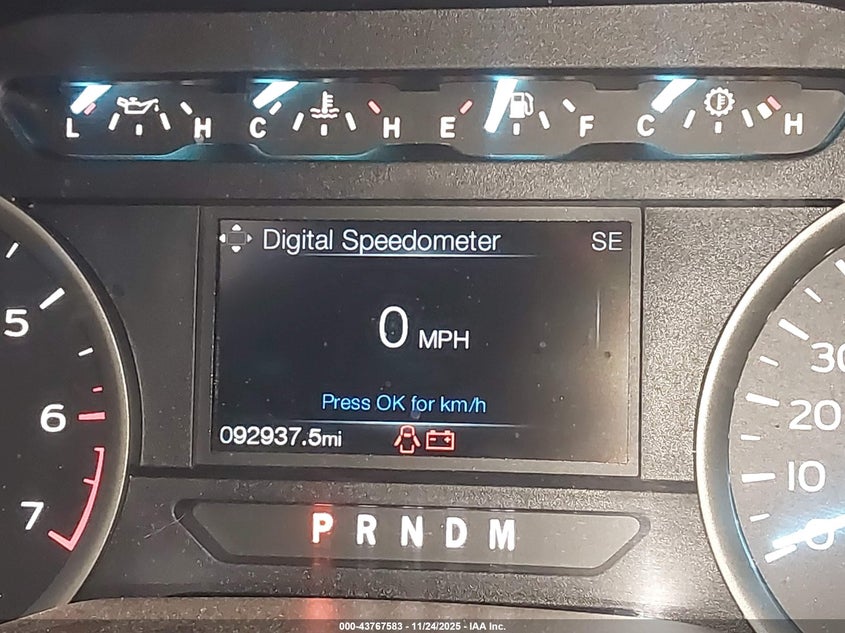 L H C H E F C H
Digital Speedometer SE
0 MPH
Press OK for km/h
092937.5mi
5
6
7
30
20
10
0
P R N D M
000-43767583 - 11/24/2025 - IAA Inc.